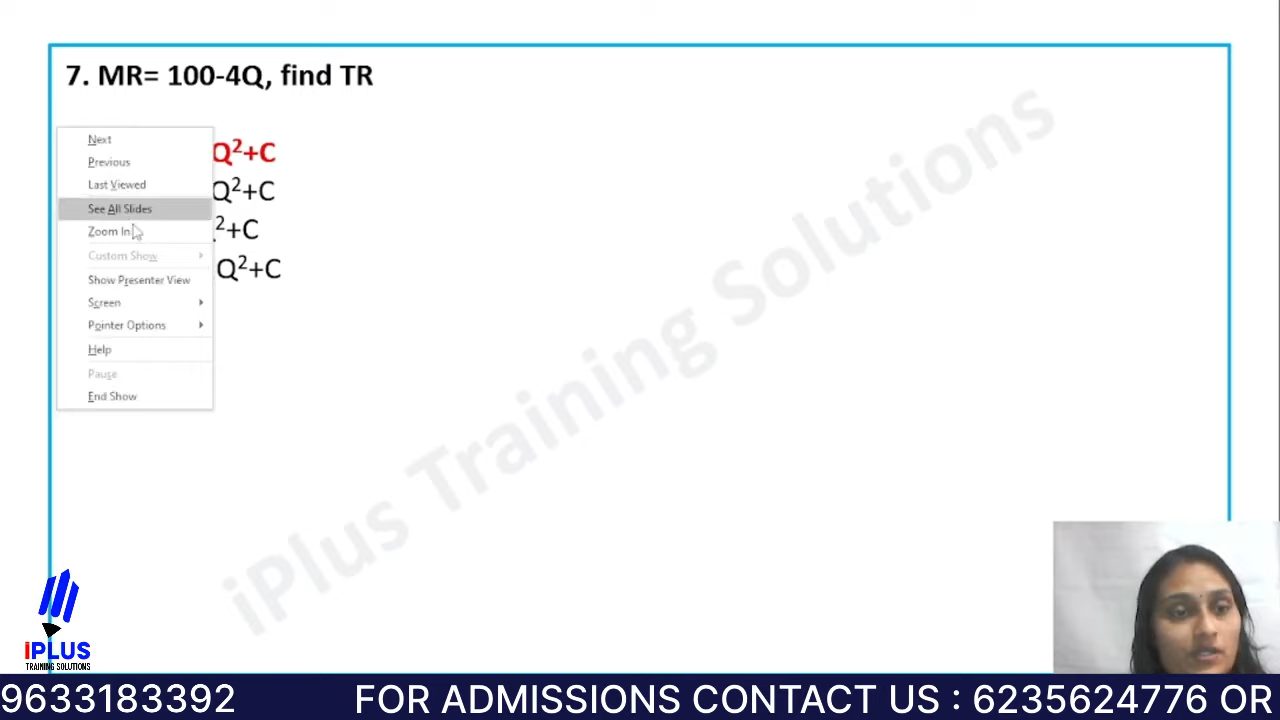 7. MR= 100-4Q, find TR
Next
Previous
Last Viewed
See All Slides
Zoom In
Custom Show
Show Presenter View
Screen
Pointer Options
Help
Pause
End Show
Q²+C
Q²+C
²+C
Q²+C
iPlus Training Solutions
iPLUS
TRAINING SOLUTIONS
9633183392 FOR ADMISSIONS CONTACT US : 6235624776 OR